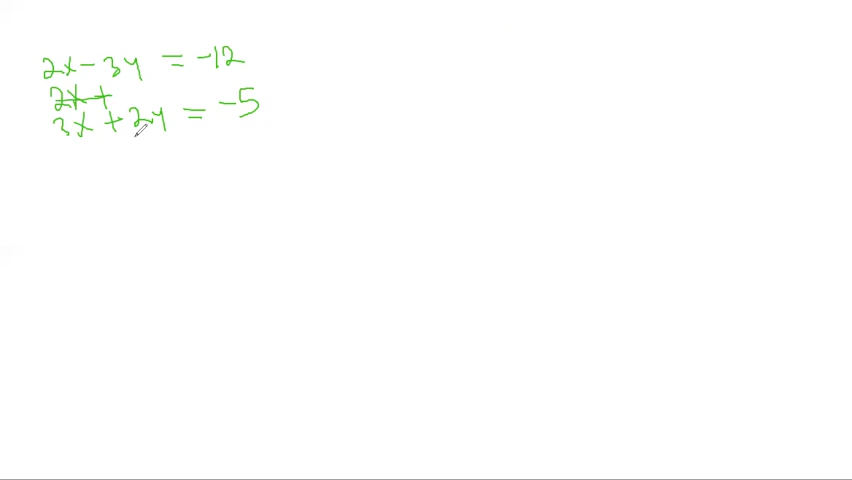 2x - 3y = -12
2x +
3x + 2y = -5